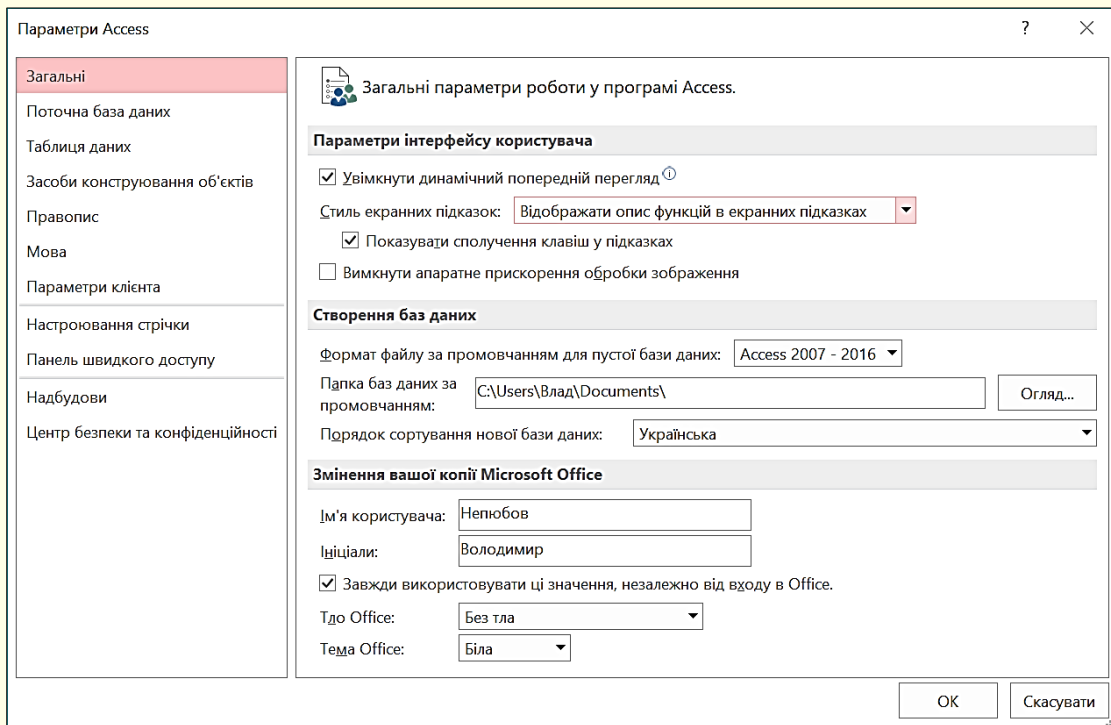 Параметри Access
?
Загальні
Поточна база даних
Таблиця даних
Засоби конструювання об'єктів
Правопис
Мова
Параметри клієнта
Настроювання стрічки
Панель швидкого доступу
Надбудови
Центр безпеки та конфіденційності
Загальні параметри роботи у програмі Access.
Параметри інтерфейсу користувача
Увімкнути динамічний попередній перегляд
Стиль екранних підказок: Відображати опис функцій в екранних підказках
Показувати сполучення клавіш у підказках
Вимкнути апаратне прискорення обробки зображення
Створення баз даних
Формат файлу за промовчанням для пустої бази даних: Access 2007 - 2016
Папка баз даних за
промовчанням:
C:\Users\Влад\Documents\
Огляд...
Порядок сортування нової бази даних: Українська
Змінення вашої копії Microsoft Office
Ім'я користувача: Непюбов
Ініціали: Володимир
Завжди використовувати ці значення, незалежно від входу в Office.
Тло Office: Без тла
Тема Office: Біла
ОК
Скасувати